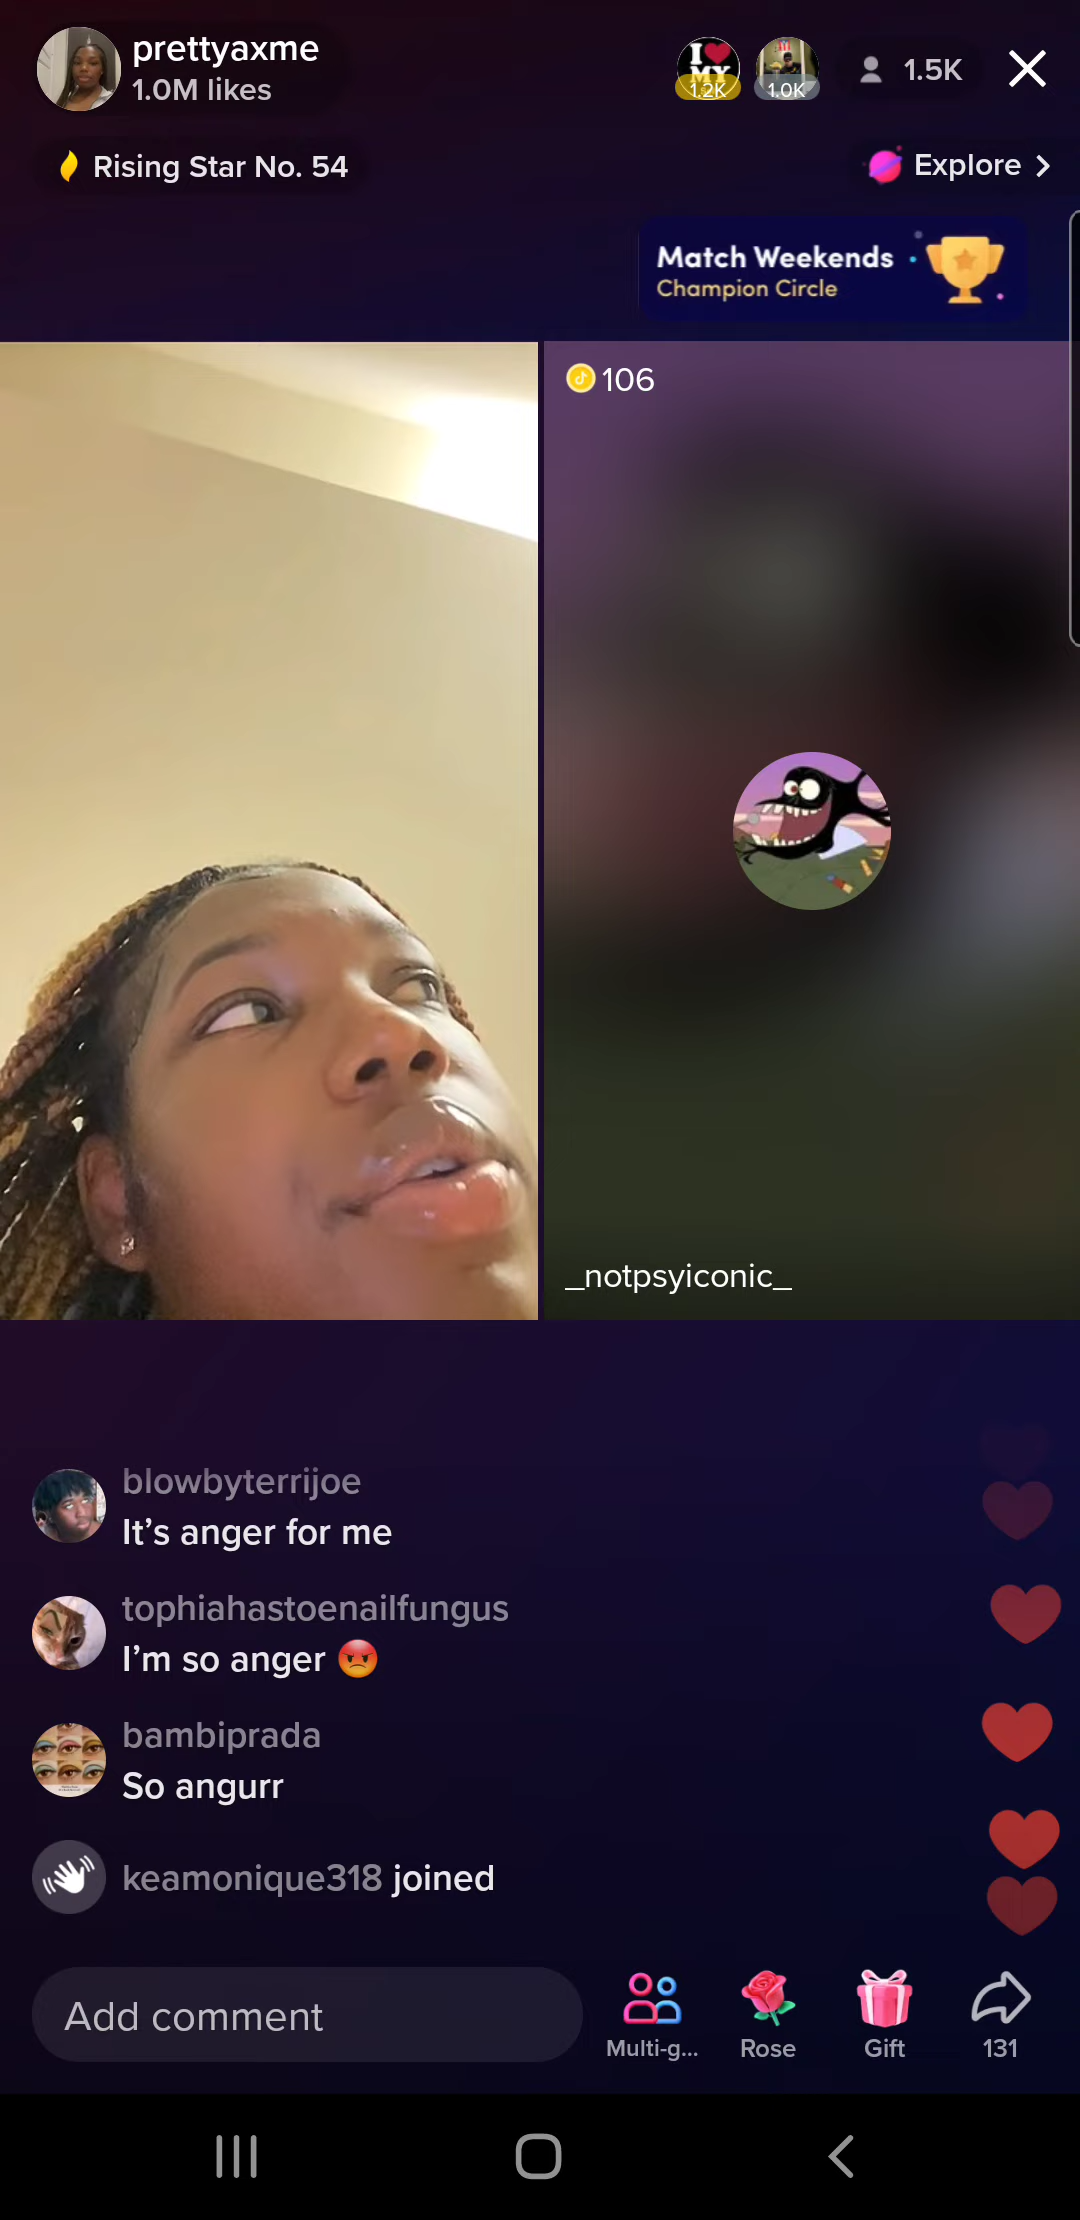 prettyaxme
1.0M likes
I ❤ MY
1.2K
1.0K
1.5K
Rising Star No. 54
Explore >
Match Weekends
Champion Circle
106
_notpsyiconic_
blowbyterrijoe
It's anger for me
tophiahastoenailfungus
I'm so anger 😡
bambiprada
So angurr
keamonique318 joined
Add comment
Multi-g...
Rose
Gift
131